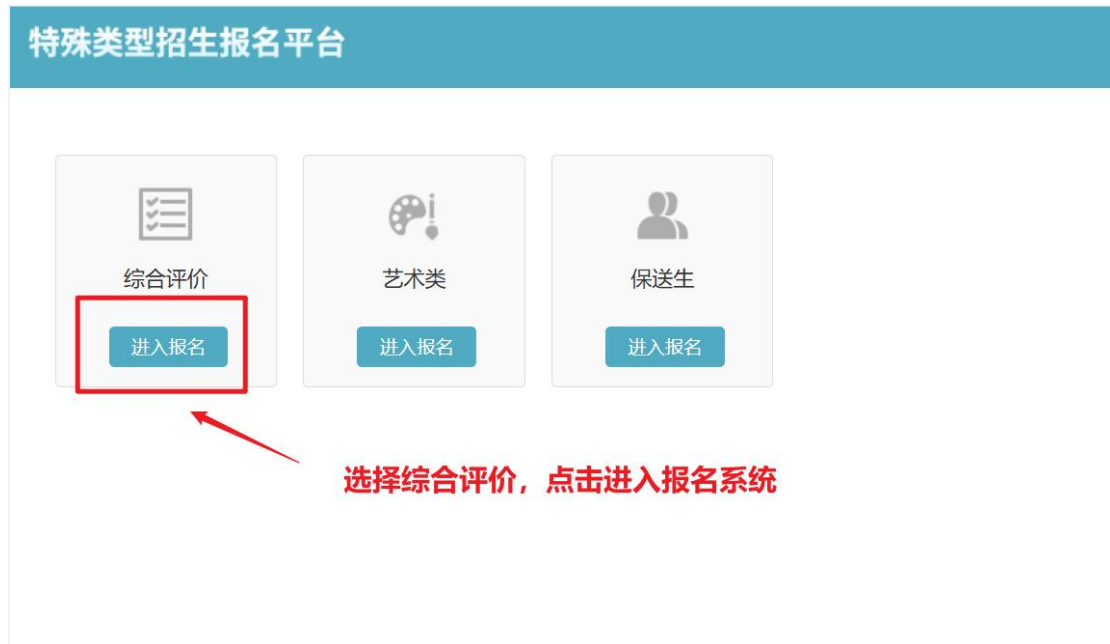 特殊类型招生报名平台
综合评价
艺术类
保送生
进入报名
进入报名
进入报名
选择综合评价，点击进入报名系统